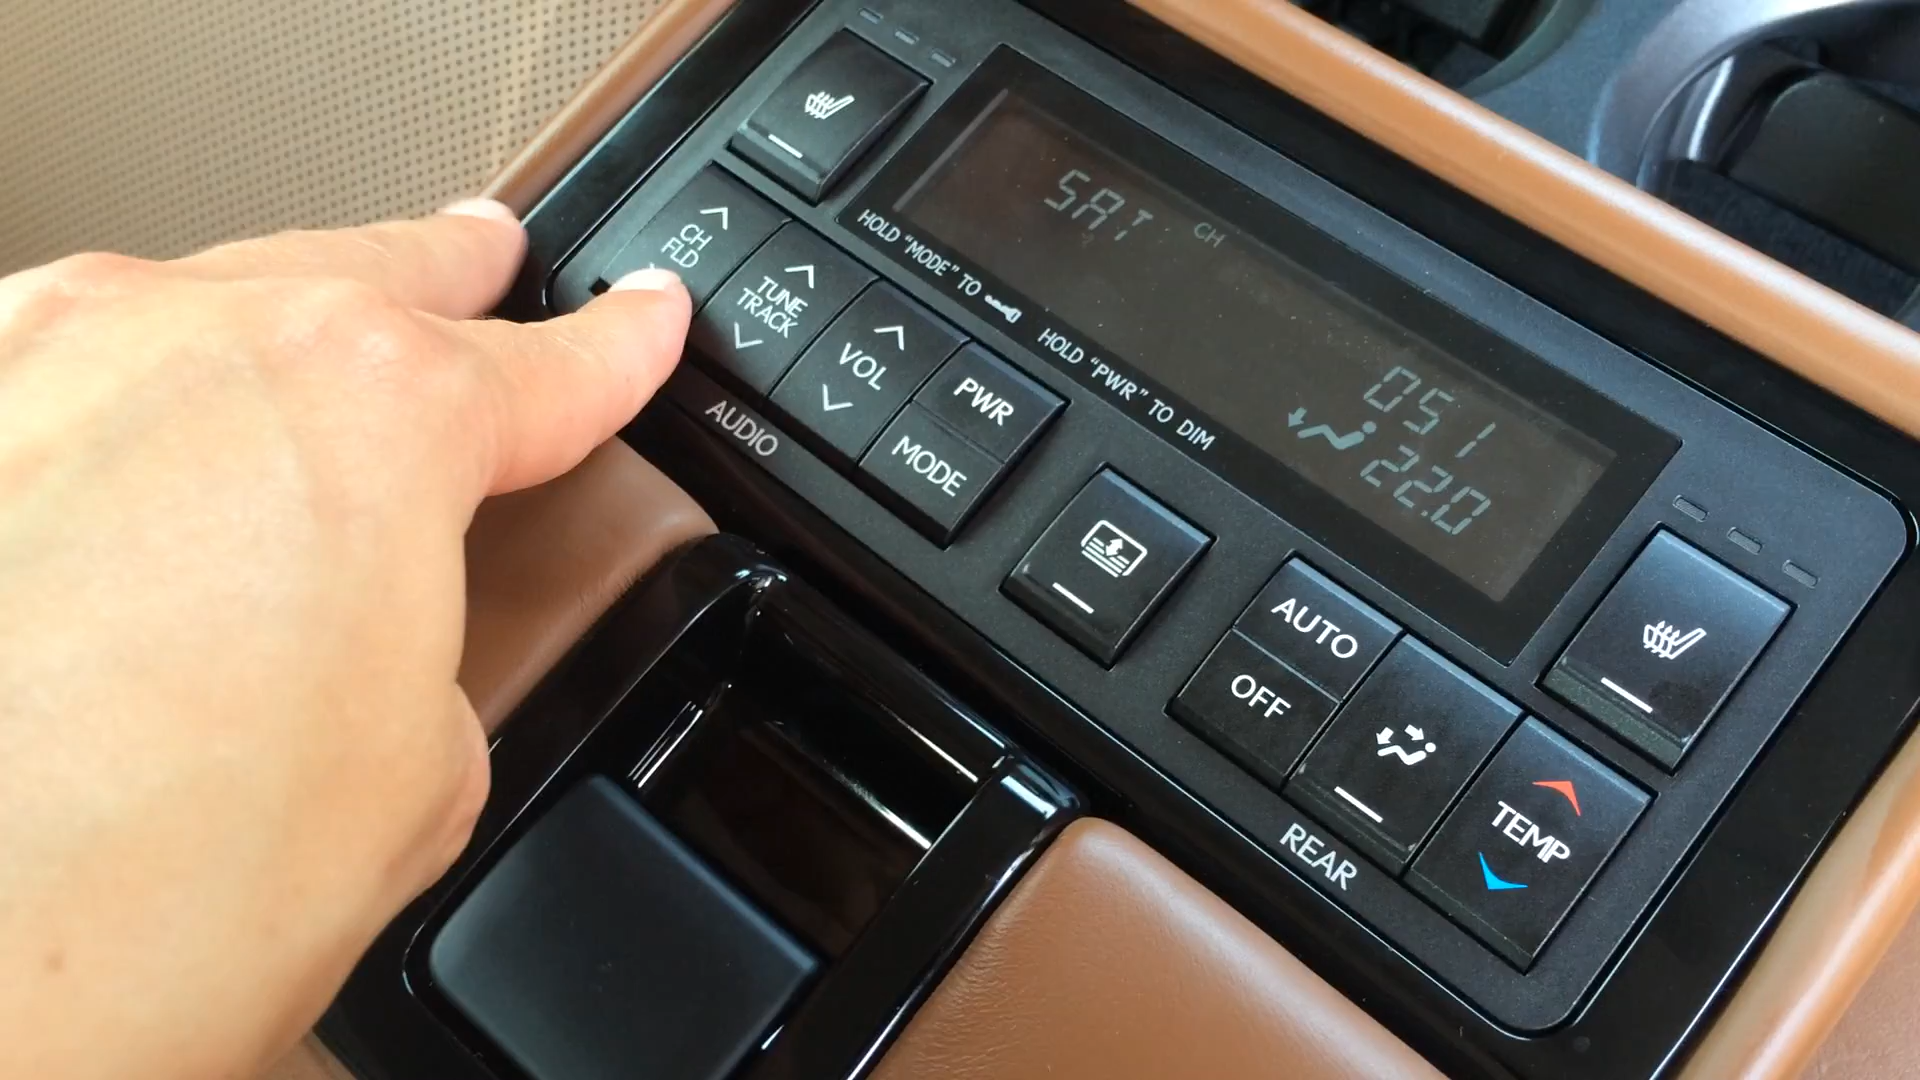 SAT CH
051
22.0
HOLD "MODE" TO
HOLD "PWR" TO DIM
CH
FLD
TUNE
TRACK
VOL
PWR
MODE
AUDIO
AUTO
OFF
TEMP
REAR